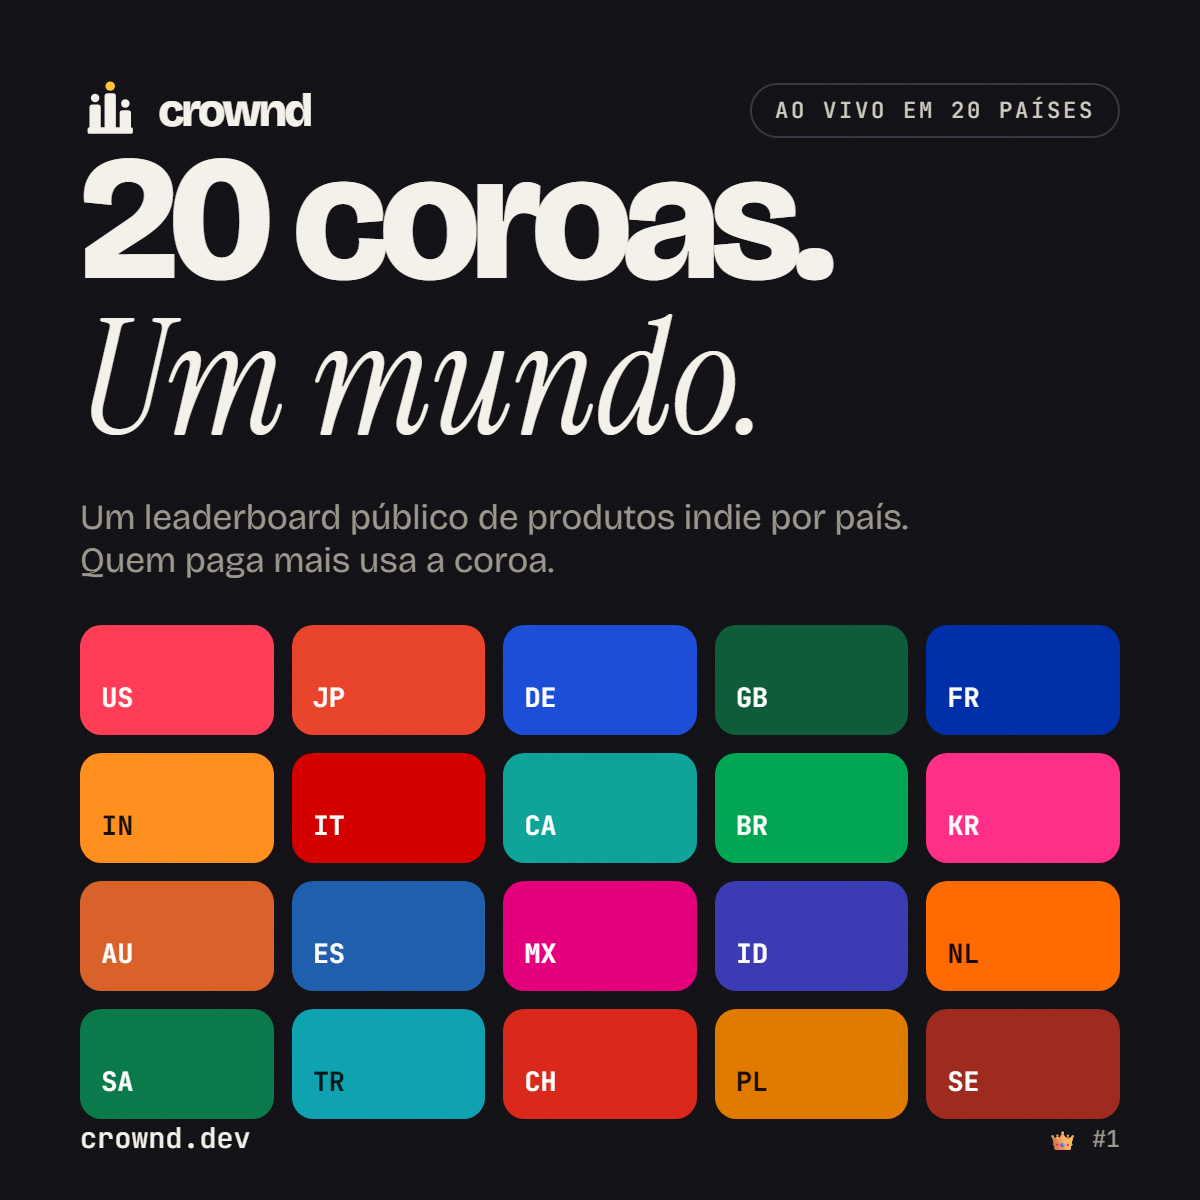 crownd
AO VIVO EM 20 PAÍSES
20 coroas.
Um mundo.
Um leaderboard público de produtos indie por país.
Quem paga mais usa a coroa.
US JP DE GB FR
IN IT CA BR KR
AU ES MX ID NL
SA TR CH PL SE
crownd.dev
#1